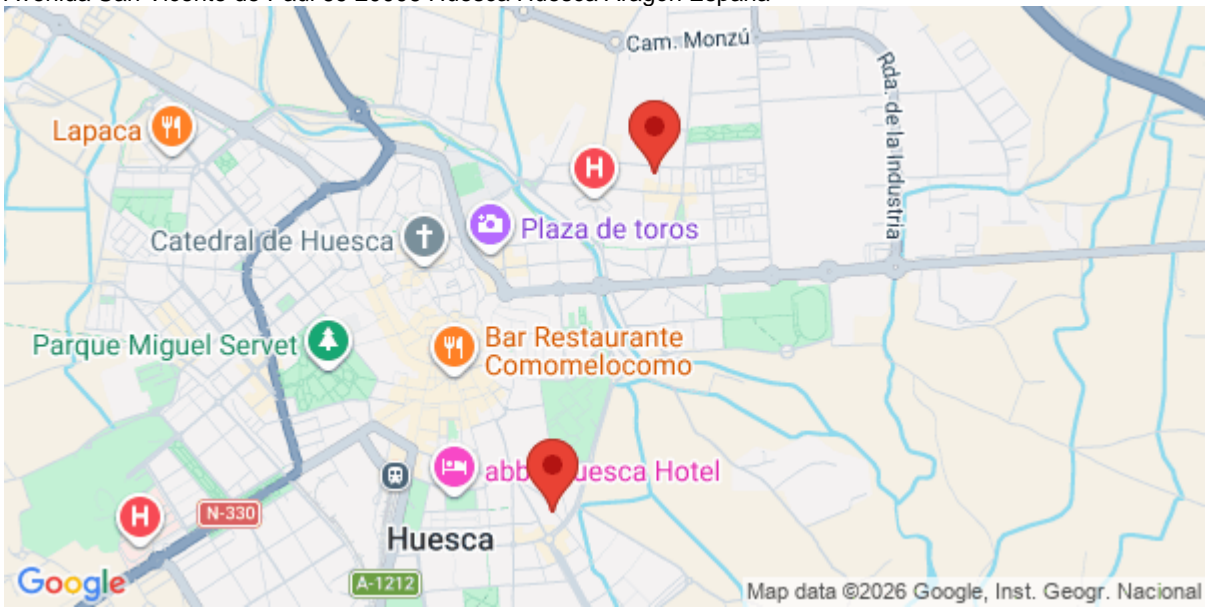 Cam. Monzú
Rda. de la Industria
Lapaca
H
Plaza de toros
Catedral de Huesca
Parque Miguel Servet
Bar Restaurante
Comomelocomo
Huesca Hotel
H
N-330
Huesca
A-1212
Google
Map data ©2026 Google, Inst. Geogr. Nacional